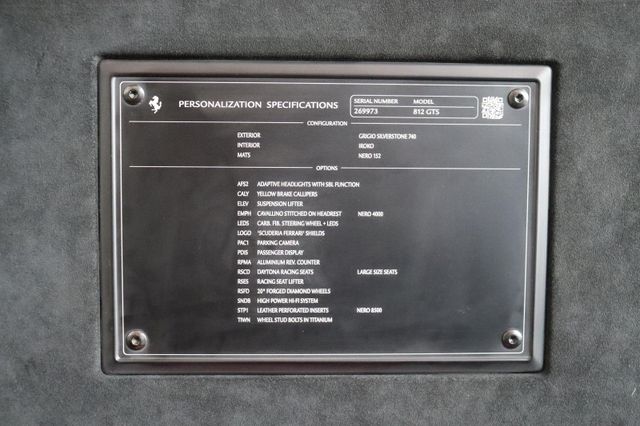 PERSONALIZATION SPECIFICATIONS
SERIAL NUMBER MODEL
269973 812 GTS
CONFIGURATION
EXTERIOR GRIGIO SILVERSTONE 740
INTERIOR IROKO
MATS NERO 152
OPTIONS
AFS2 ADAPTIVE HEADLIGHTS WITH SBL FUNCTION
CALY YELLOW BRAKE CALLIPERS
ELEV SUSPENSION LIFTER
EMPH CAVALLINO STITCHED ON HEADREST NERO 4000
LEDS CARB. FIB. STEERING WHEEL + LEDS
LOGO "SCUDERIA FERRARI" SHIELDS
PAC1 PARKING CAMERA
PDIS PASSENGER DISPLAY
RPMA ALUMINIUM REV. COUNTER
RSCD DAYTONA RACING SEATS LARGE SIZE SEATS
RSES RACING SEAT LIFTER
RSFD 20" FORGED DIAMOND WHEELS
SNDB HIGH POWER HI-FI SYSTEM
STP1 LEATHER PERFORATED INSERTS NERO 8500
TIWN WHEEL STUD BOLTS IN TITANIUM